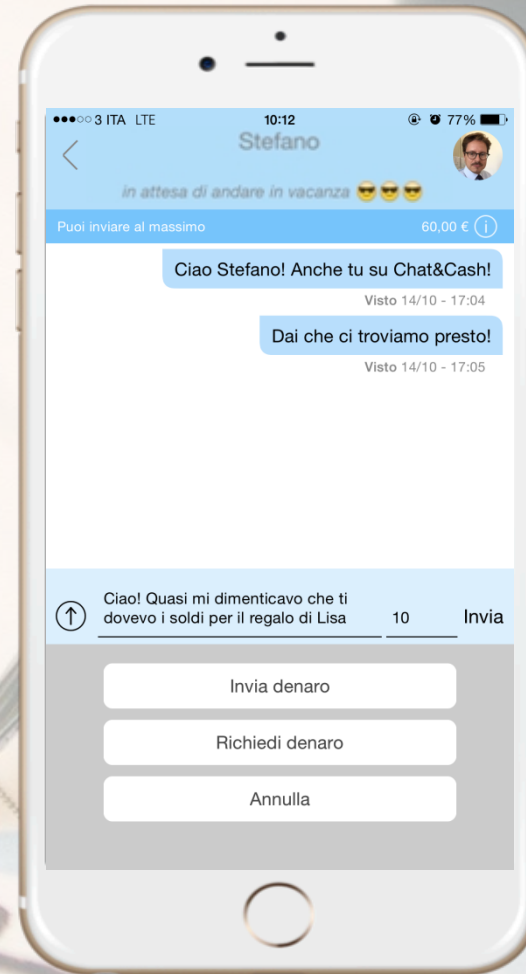 3 ITA LTE 10:12 77%
Stefano
in attesa di andare in vacanza 😎😎😎
Puoi inviare al massimo 60,00 € i
Ciao Stefano! Anche tu su Chat&Cash!
Visto 14/10 - 17:04
Dai che ci troviamo presto!
Visto 14/10 - 17:05
Ciao! Quasi mi dimenticavo che ti
dovevo i soldi per il regalo di Lisa 10 Invia
Invia denaro
Richiedi denaro
Annulla